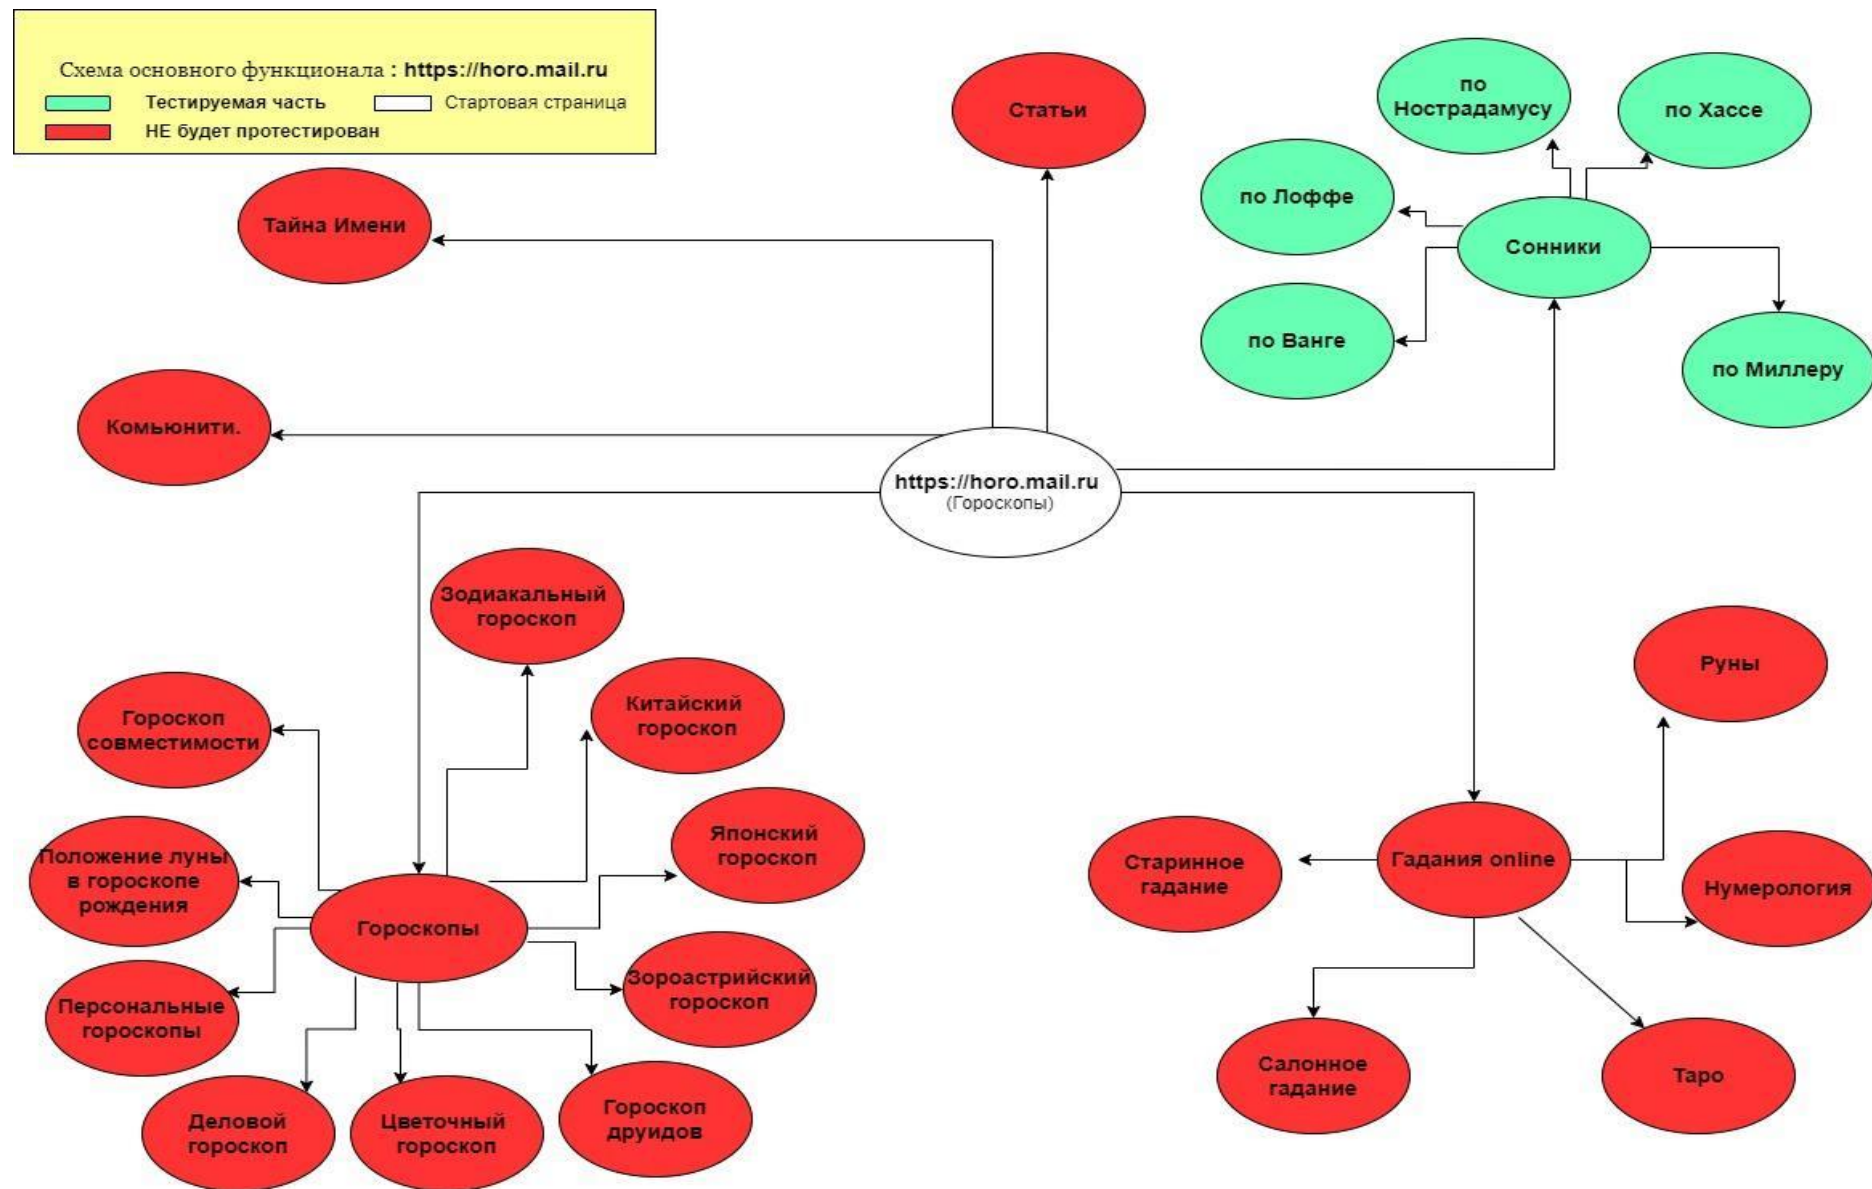 Схема основного функционала : https://horo.mail.ru
Тестируемая часть
Стартовая страница
НЕ будет протестирован
Статьи
по
Нострадамусу
по Хассе
по Лоффе
Сонники
по Ванге
по Миллеру
Тайна Имени
Комьюнити.
https://horo.mail.ru
(Гороскопы)
Зодиакальный
гороскоп
Китайский
гороскоп
Гороскоп
совместимости
Японский
гороскоп
Положение луны
в гороскопе
рождения
Гороскопы
Зороастрийский
гороскоп
Персональные
гороскопы
Деловой
гороскоп
Цветочный
гороскоп
Гороскоп
друидов
Руны
Гадания online
Старинное
гадание
Нумерология
Салонное
гадание
Таро